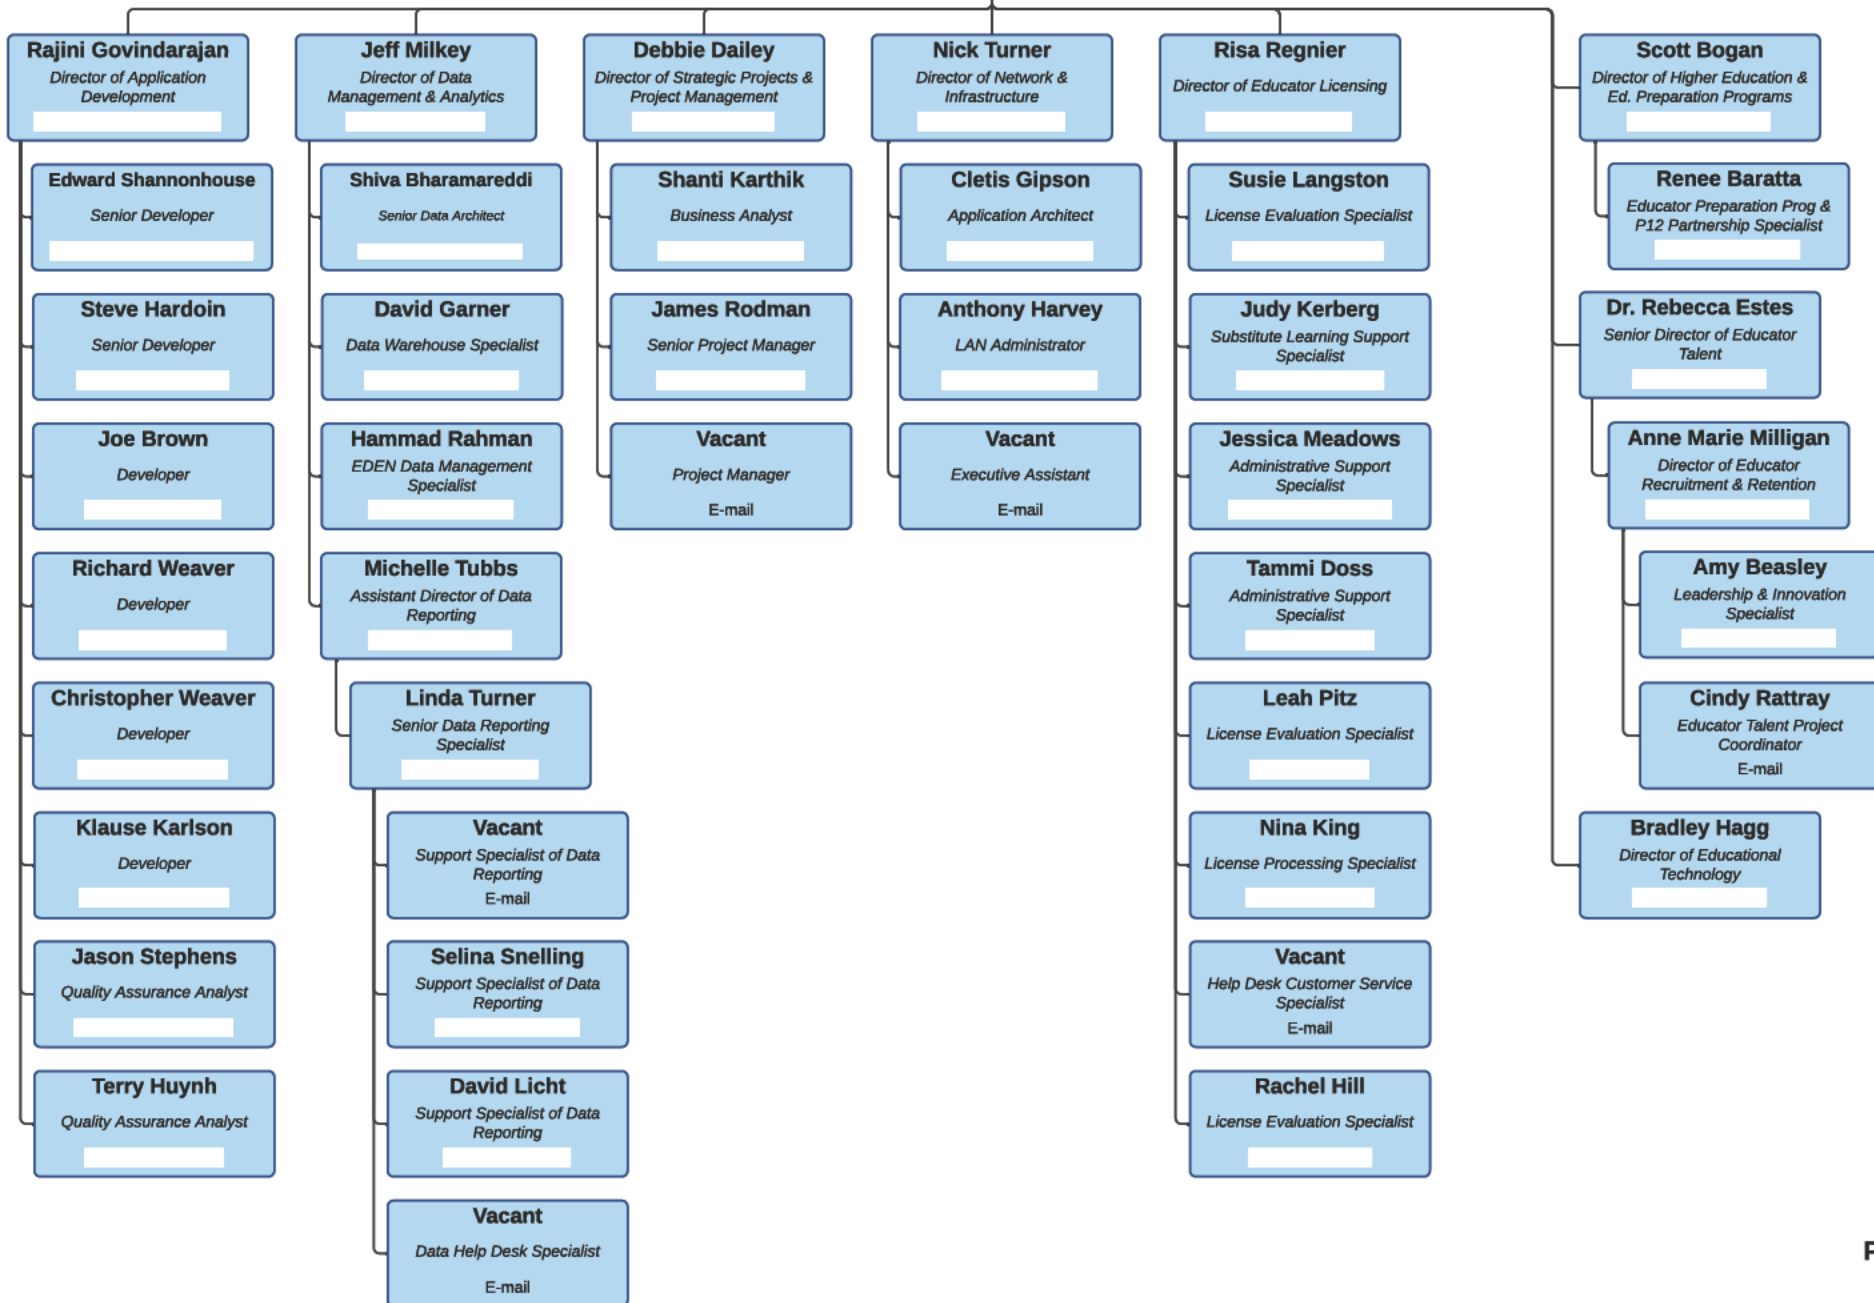 Rajini Govindarajan
Director of Application
Development
Edward Shannonhouse
Senior Developer
Steve Hardoin
Senior Developer
Joe Brown
Developer
Richard Weaver
Developer
Christopher Weaver
Developer
Klause Karlson
Developer
Jason Stephens
Quality Assurance Analyst
Terry Huynh
Quality Assurance Analyst
Jeff Milkey
Director of Data
Management & Analytics
Shiva Bharamareddi
Senior Data Architect
David Garner
Data Warehouse Specialist
Hammad Rahman
EDEN Data Management
Specialist
Michelle Tubbs
Assistant Director of Data
Reporting
Linda Turner
Senior Data Reporting
Specialist
Vacant
Support Specialist of Data
Reporting
E-mail
Selina Snelling
Support Specialist of Data
Reporting
David Licht
Support Specialist of Data
Reporting
Vacant
Data Help Desk Specialist
E-mail
Debbie Dailey
Director of Strategic Projects &
Project Management
Shanti Karthik
Business Analyst
James Rodman
Senior Project Manager
Vacant
Project Manager
E-mail
Nick Turner
Director of Network &
Infrastructure
Cletis Gipson
Application Architect
Anthony Harvey
LAN Administrator
Vacant
Executive Assistant
E-mail
Risa Regnier
Director of Educator Licensing
Susie Langston
License Evaluation Specialist
Judy Kerberg
Substitute Learning Support
Specialist
Jessica Meadows
Administrative Support
Specialist
Tammi Doss
Administrative Support
Specialist
Leah Pitz
License Evaluation Specialist
Nina King
License Processing Specialist
Vacant
Help Desk Customer Service
Specialist
E-mail
Rachel Hill
License Evaluation Specialist
Scott Bogan
Director of Higher Education &
Ed. Preparation Programs
Renee Baratta
Educator Preparation Prog &
P12 Partnership Specialist
Dr. Rebecca Estes
Senior Director of Educator
Talent
Anne Marie Milligan
Director of Educator
Recruitment & Retention
Amy Beasley
Leadership & Innovation
Specialist
Cindy Rattray
Educator Talent Project
Coordinator
E-mail
Bradley Hagg
Director of Educational
Technology